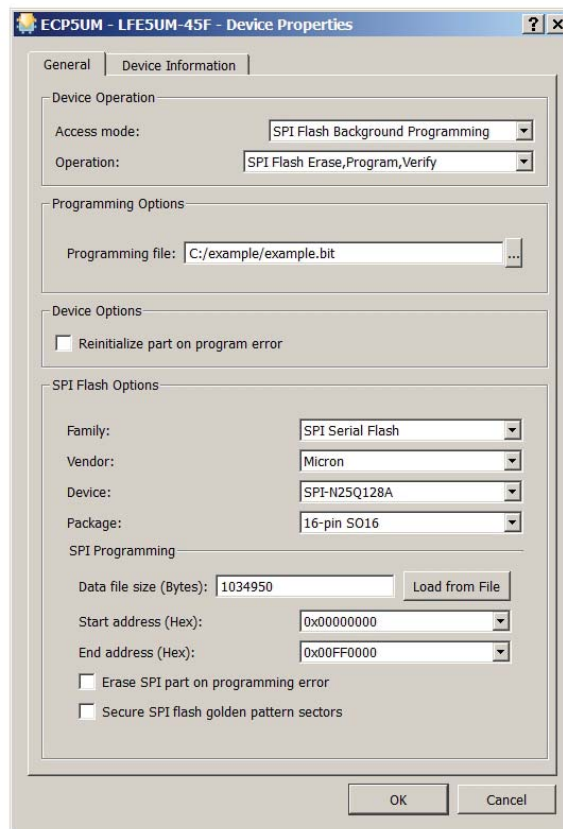 ECP5UM - LFE5UM-45F - Device Properties
General Device Information
Device Operation
Access mode: SPI Flash Background Programming
Operation: SPI Flash Erase,Program,Verify
Programming Options
Programming file: C:/example/example.bit ...
Device Options
Reinitialize part on program error
SPI Flash Options
Family: SPI Serial Flash
Vendor: Micron
Device: SPI-N25Q128A
Package: 16-pin SO16
SPI Programming
Data file size (Bytes): 1034950 Load from File
Start address (Hex): 0x00000000
End address (Hex): 0x00FF0000
Erase SPI part on programming error
Secure SPI flash golden pattern sectors
OK Cancel